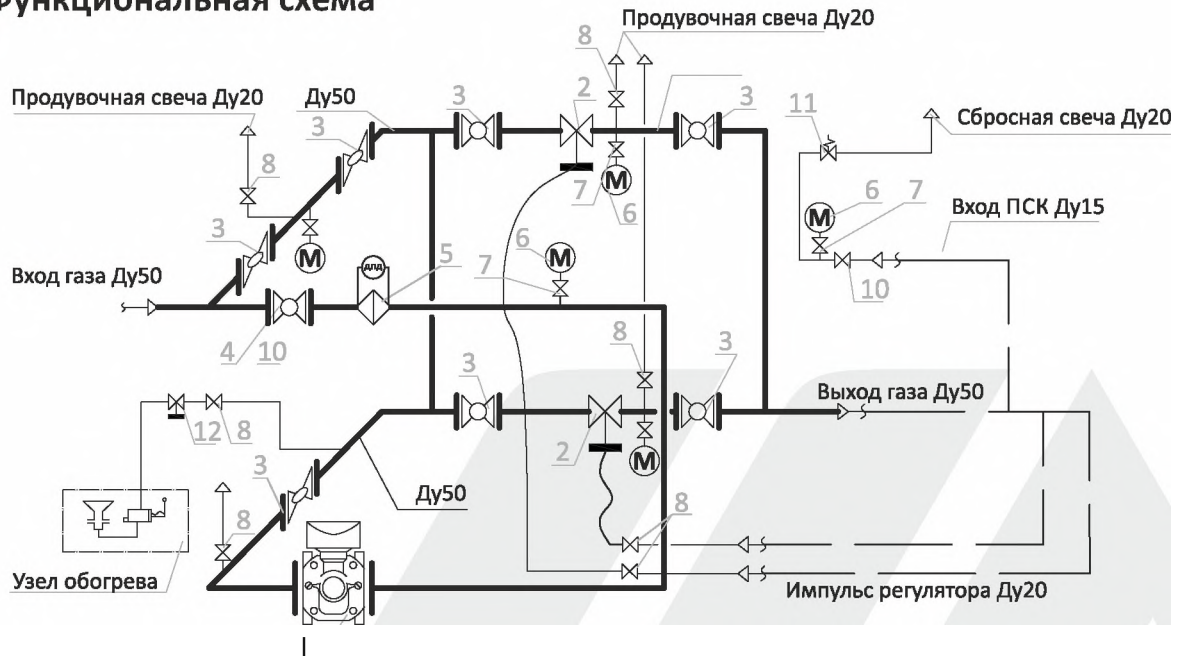 Функциональная схема
Продувочная свеча Ду20
8
2
Продувочная свеча Ду20
Ду50
3
3
3
11
Сбросная свеча Ду20
8
7
М
6
М
6
7
Вход ПСК Ду15
3
М
6
М
7
Вход газа Ду50
дпд
5
10
4
10
8
3
3
Выход газа Ду50
12
8
2
М
3
Ду50
8
8
Узел обогрева
Импульс регулятора Ду20